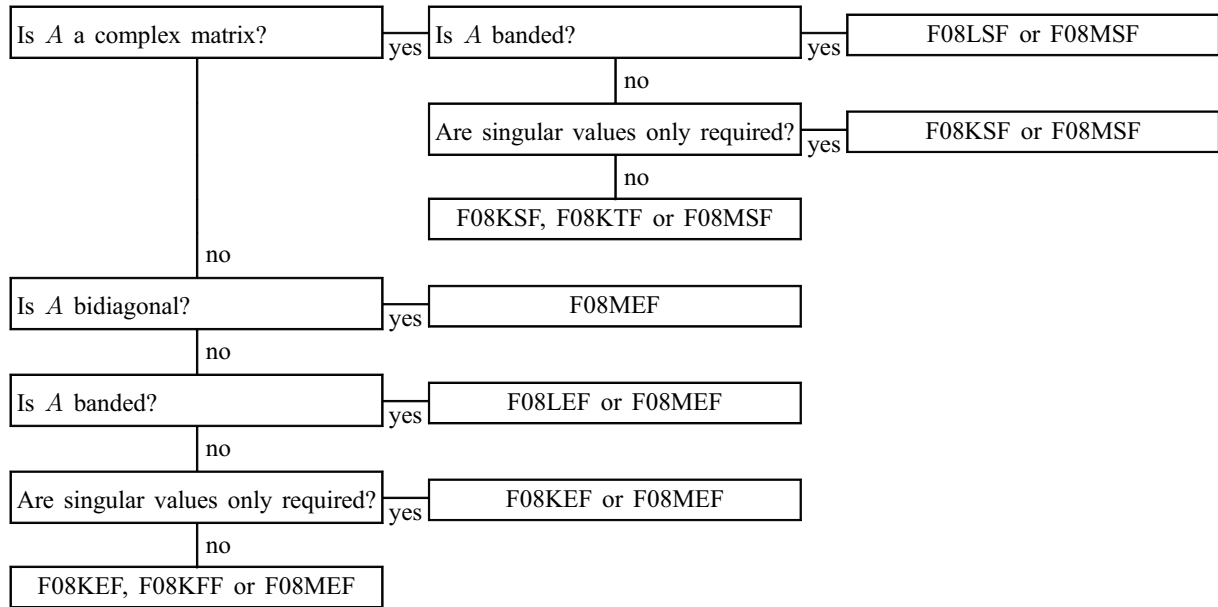 Is A a complex matrix?
yes
Is A banded?
yes
F08LSF or F08MSF
no
Are singular values only required?
yes
F08KSF or F08MSF
no
F08KSF, F08KTF or F08MSF
no
Is A bidiagonal?
yes
F08MEF
no
Is A banded?
yes
F08LEF or F08MEF
no
Are singular values only required?
yes
F08KEF or F08MEF
no
F08KEF, F08KFF or F08MEF